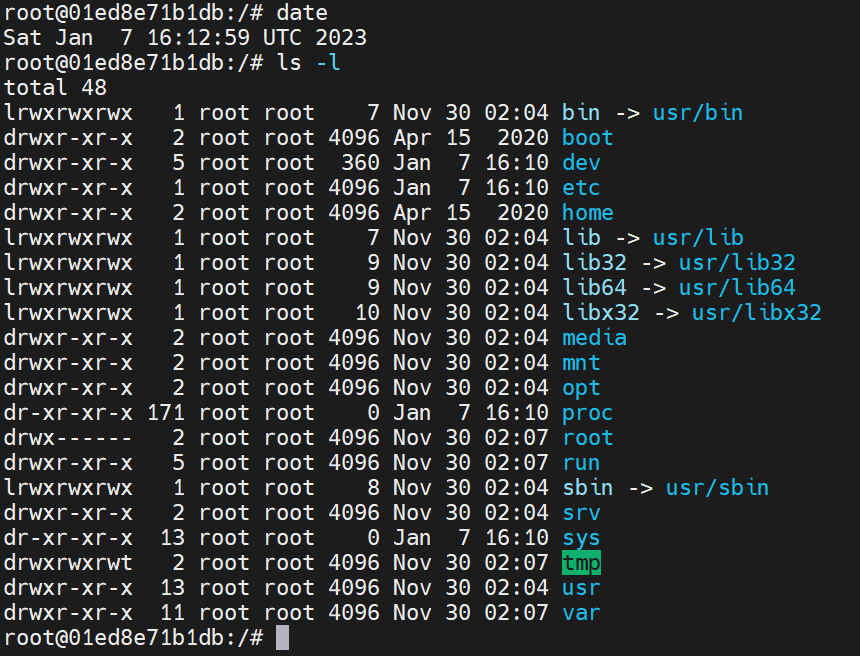 root@01ed8e71b1db:/# date
Sat Jan  7 16:12:59 UTC 2023
root@01ed8e71b1db:/# ls -l
total 48
lrwxrwxrwx   1 root root    7 Nov 30 02:04 bin -> usr/bin
drwxr-xr-x   2 root root 4096 Apr 15  2020 boot
drwxr-xr-x   5 root root  360 Jan  7 16:10 dev
drwxr-xr-x   1 root root 4096 Jan  7 16:10 etc
drwxr-xr-x   2 root root 4096 Apr 15  2020 home
lrwxrwxrwx   1 root root    7 Nov 30 02:04 lib -> usr/lib
lrwxrwxrwx   1 root root    9 Nov 30 02:04 lib32 -> usr/lib32
lrwxrwxrwx   1 root root    9 Nov 30 02:04 lib64 -> usr/lib64
lrwxrwxrwx   1 root root   10 Nov 30 02:04 libx32 -> usr/libx32
drwxr-xr-x   2 root root 4096 Nov 30 02:04 media
drwxr-xr-x   2 root root 4096 Nov 30 02:04 mnt
drwxr-xr-x   2 root root 4096 Nov 30 02:04 opt
dr-xr-xr-x 171 root root    0 Jan  7 16:10 proc
drwx------   2 root root 4096 Nov 30 02:07 root
drwxr-xr-x   5 root root 4096 Nov 30 02:07 run
lrwxrwxrwx   1 root root    8 Nov 30 02:04 sbin -> usr/sbin
drwxr-xr-x   2 root root 4096 Nov 30 02:04 srv
dr-xr-xr-x  13 root root    0 Jan  7 16:10 sys
drwxrwxrwt   2 root root 4096 Nov 30 02:07 tmp
drwxr-xr-x  13 root root 4096 Nov 30 02:04 usr
drwxr-xr-x  11 root root 4096 Nov 30 02:07 var
root@01ed8e71b1db:/#